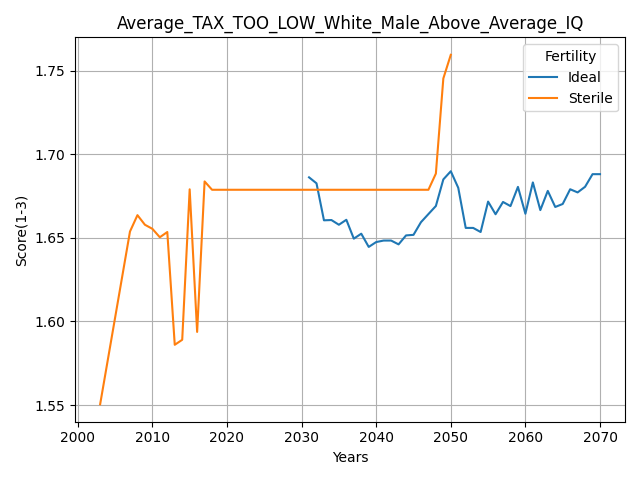 Average_TAX_TOO_LOW_White_Male_Above_Average_IQ
Fertility
Ideal
Sterile
1.75
1.70
1.65
1.60
1.55
Score(1-3)
2000 2010 2020 2030 2040 2050 2060 2070
Years